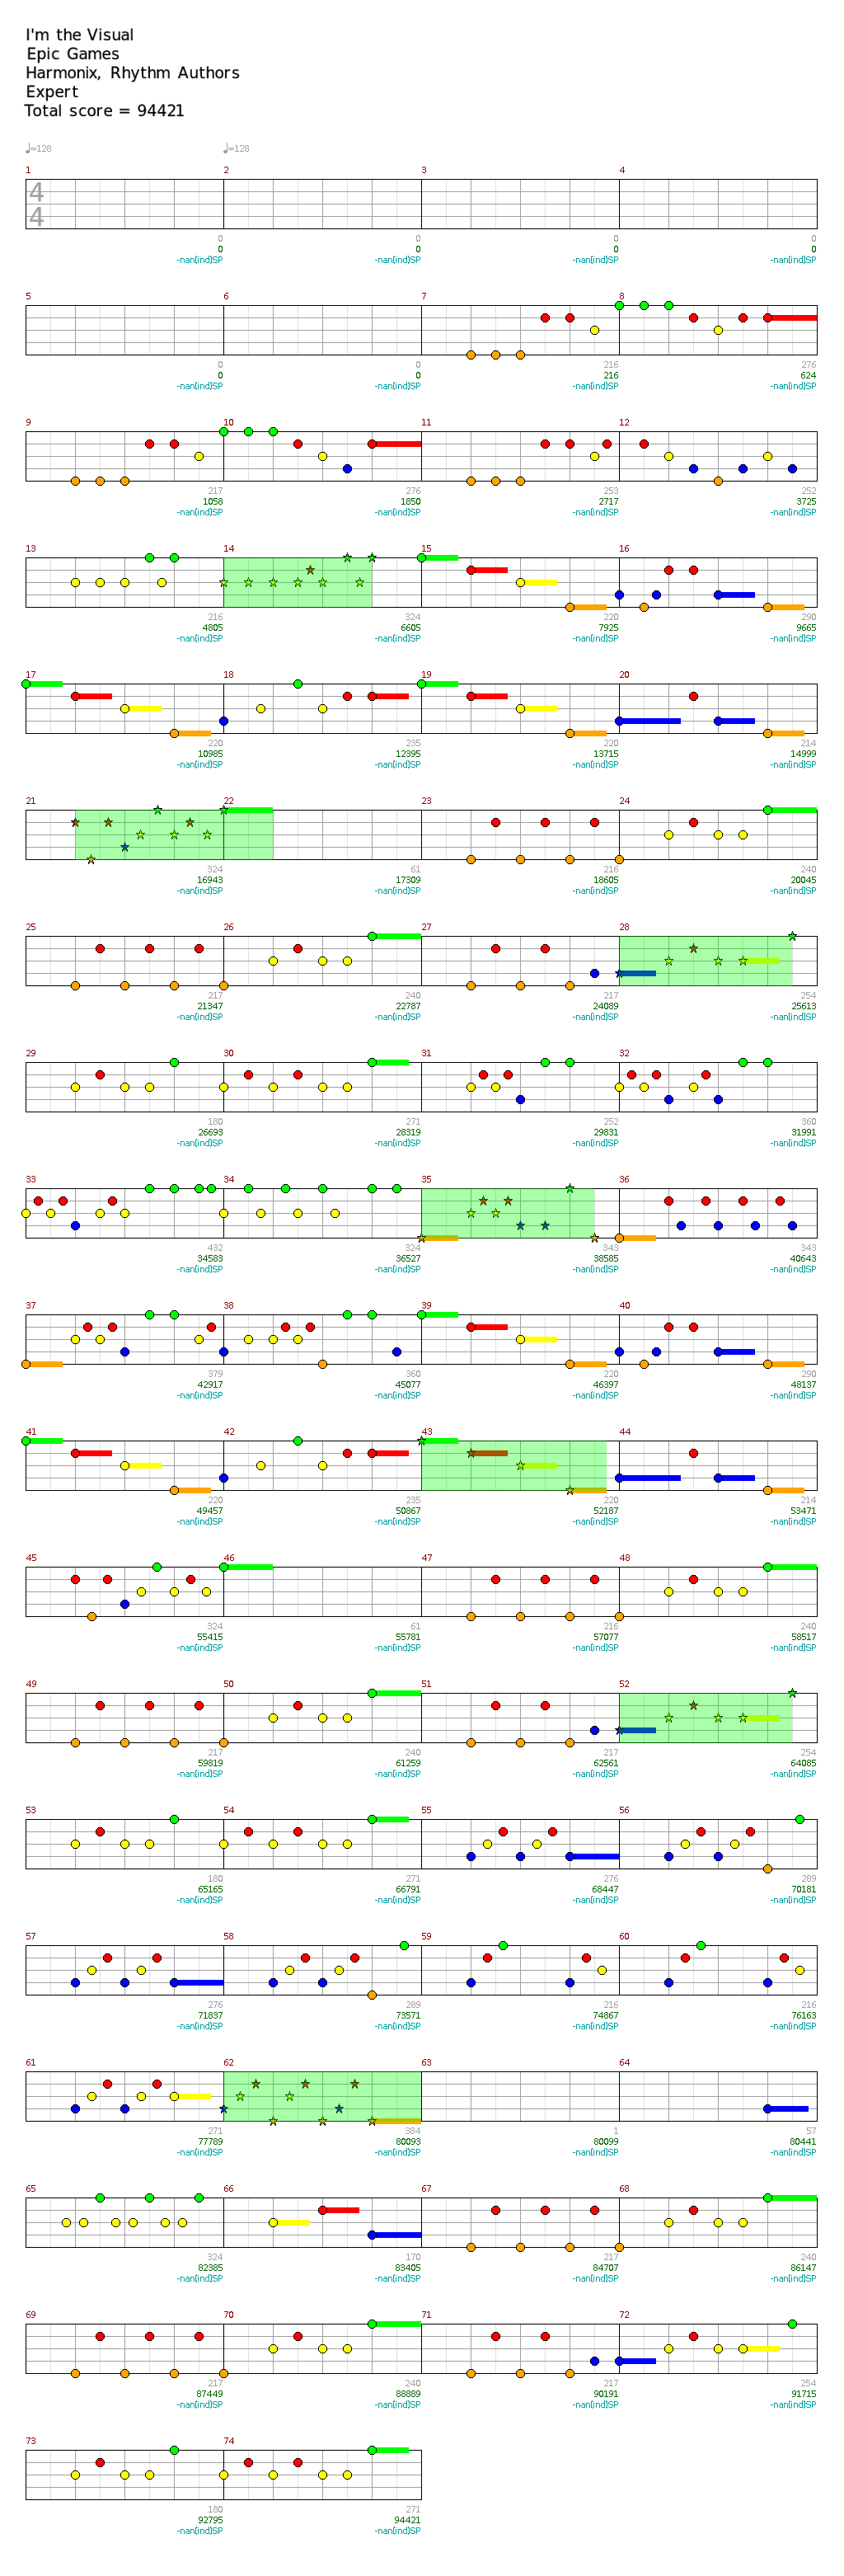 I'm the Visual
Epic Games
Harmonix, Rhythm Authors
Expert
Total score = 94421
♩=128 ♩=128
1 2 3 4
4
4
0 0 0 0
0 0 0 0
-nan(ind)SP -nan(ind)SP -nan(ind)SP -nan(ind)SP
5 6 7 8
0 0 216 276
0 0 216 624
-nan(ind)SP -nan(ind)SP -nan(ind)SP -nan(ind)SP
9 10 11 12
217 276 253 252
1058 1850 2717 3725
-nan(ind)SP -nan(ind)SP -nan(ind)SP -nan(ind)SP
13 14 15 16
216 324 220 290
4805 6605 7925 9665
-nan(ind)SP -nan(ind)SP -nan(ind)SP -nan(ind)SP
17 18 19 20
220 235 220 214
10985 12395 13715 14999
-nan(ind)SP -nan(ind)SP -nan(ind)SP -nan(ind)SP
21 22 23 24
324 61 216 240
16943 17309 18605 20045
-nan(ind)SP -nan(ind)SP -nan(ind)SP -nan(ind)SP
25 26 27 28
217 240 217 254
21347 22787 24089 25613
-nan(ind)SP -nan(ind)SP -nan(ind)SP -nan(ind)SP
29 30 31 32
180 271 252 360
26693 28319 29831 31991
-nan(ind)SP -nan(ind)SP -nan(ind)SP -nan(ind)SP
33 34 35 36
432 324 343 343
34583 36527 38585 40643
-nan(ind)SP -nan(ind)SP -nan(ind)SP -nan(ind)SP
37 38 39 40
379 360 220 290
42917 45077 46397 48137
-nan(ind)SP -nan(ind)SP -nan(ind)SP -nan(ind)SP
41 42 43 44
220 235 220 214
49457 50867 52187 53471
-nan(ind)SP -nan(ind)SP -nan(ind)SP -nan(ind)SP
45 46 47 48
324 61 216 240
55415 55781 57077 58517
-nan(ind)SP -nan(ind)SP -nan(ind)SP -nan(ind)SP
49 50 51 52
217 240 217 254
59819 61259 62561 64085
-nan(ind)SP -nan(ind)SP -nan(ind)SP -nan(ind)SP
53 54 55 56
180 271 276 289
65165 66791 68447 70181
-nan(ind)SP -nan(ind)SP -nan(ind)SP -nan(ind)SP
57 58 59 60
276 289 216 216
71837 73571 74867 76163
-nan(ind)SP -nan(ind)SP -nan(ind)SP -nan(ind)SP
61 62 63 64
271 384 1 57
77789 80093 80099 80441
-nan(ind)SP -nan(ind)SP -nan(ind)SP -nan(ind)SP
65 66 67 68
324 170 217 240
82385 83405 84707 86147
-nan(ind)SP -nan(ind)SP -nan(ind)SP -nan(ind)SP
69 70 71 72
217 240 217 254
87449 88889 90191 91715
-nan(ind)SP -nan(ind)SP -nan(ind)SP -nan(ind)SP
73 74
180 271
92795 94421
-nan(ind)SP -nan(ind)SP